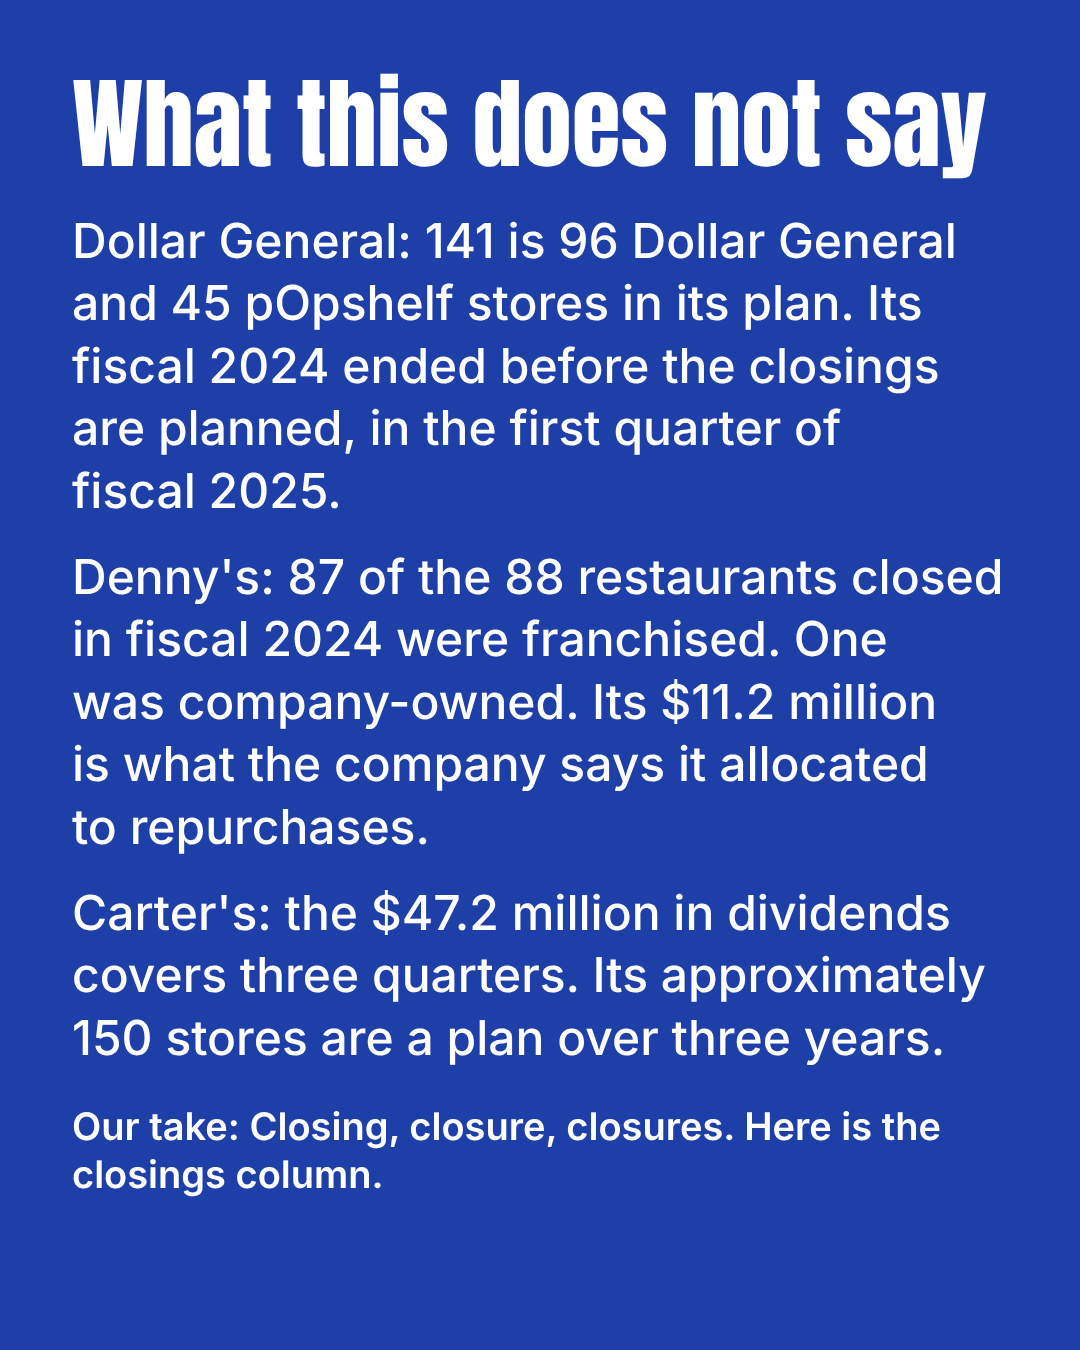 What this does not say
Dollar General: 141 is 96 Dollar General
and 45 pOpshelf stores in its plan. Its
fiscal 2024 ended before the closings
are planned, in the first quarter of
fiscal 2025.
Denny's: 87 of the 88 restaurants closed
in fiscal 2024 were franchised. One
was company-owned. Its $11.2 million
is what the company says it allocated
to repurchases.
Carter's: the $47.2 million in dividends
covers three quarters. Its approximately
150 stores are a plan over three years.
Our take: Closing, closure, closures. Here is the
closings column.